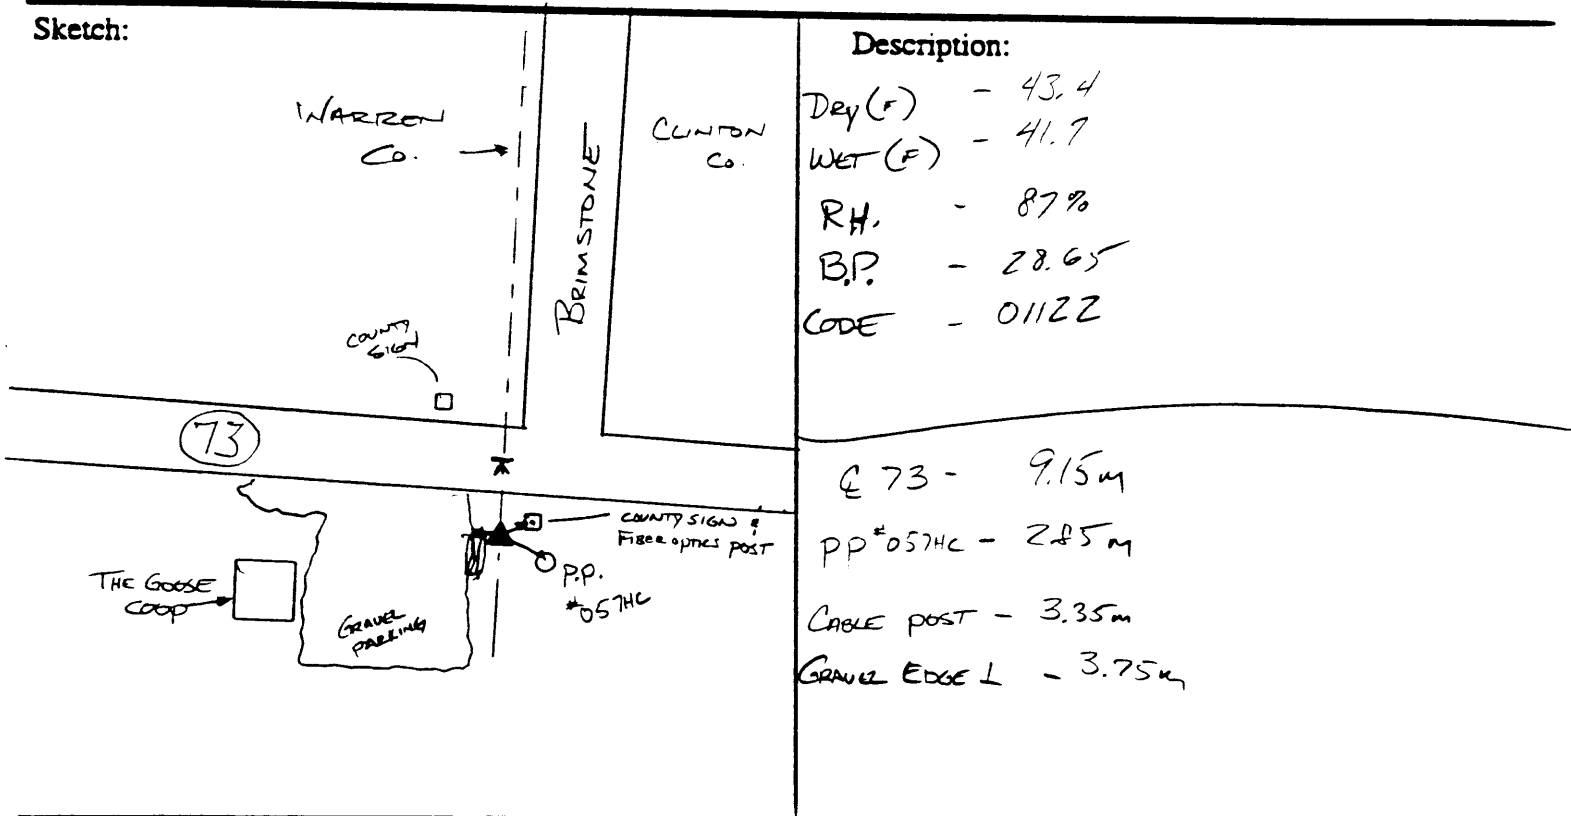 Sketch:
WARREN
Co.
BRIMSTONE
CLINTON
Co.
COUNTY
SIGN
73
COUNTY SIGN &
FIBER OPTICS POST
P.P.
#057HC
THE GOOSE
COOP
GRAVEL
PARKING
Description:
DRY (F) - 43.4
WET (F) - 41.7
RH. - 87%
B.P. - 28.65
CODE - 01122
℄ 73 - 9.15m
PP #057HC - 2.85m
CABLE POST - 3.35m
GRAVEL EDGE ⊥ - 3.75m